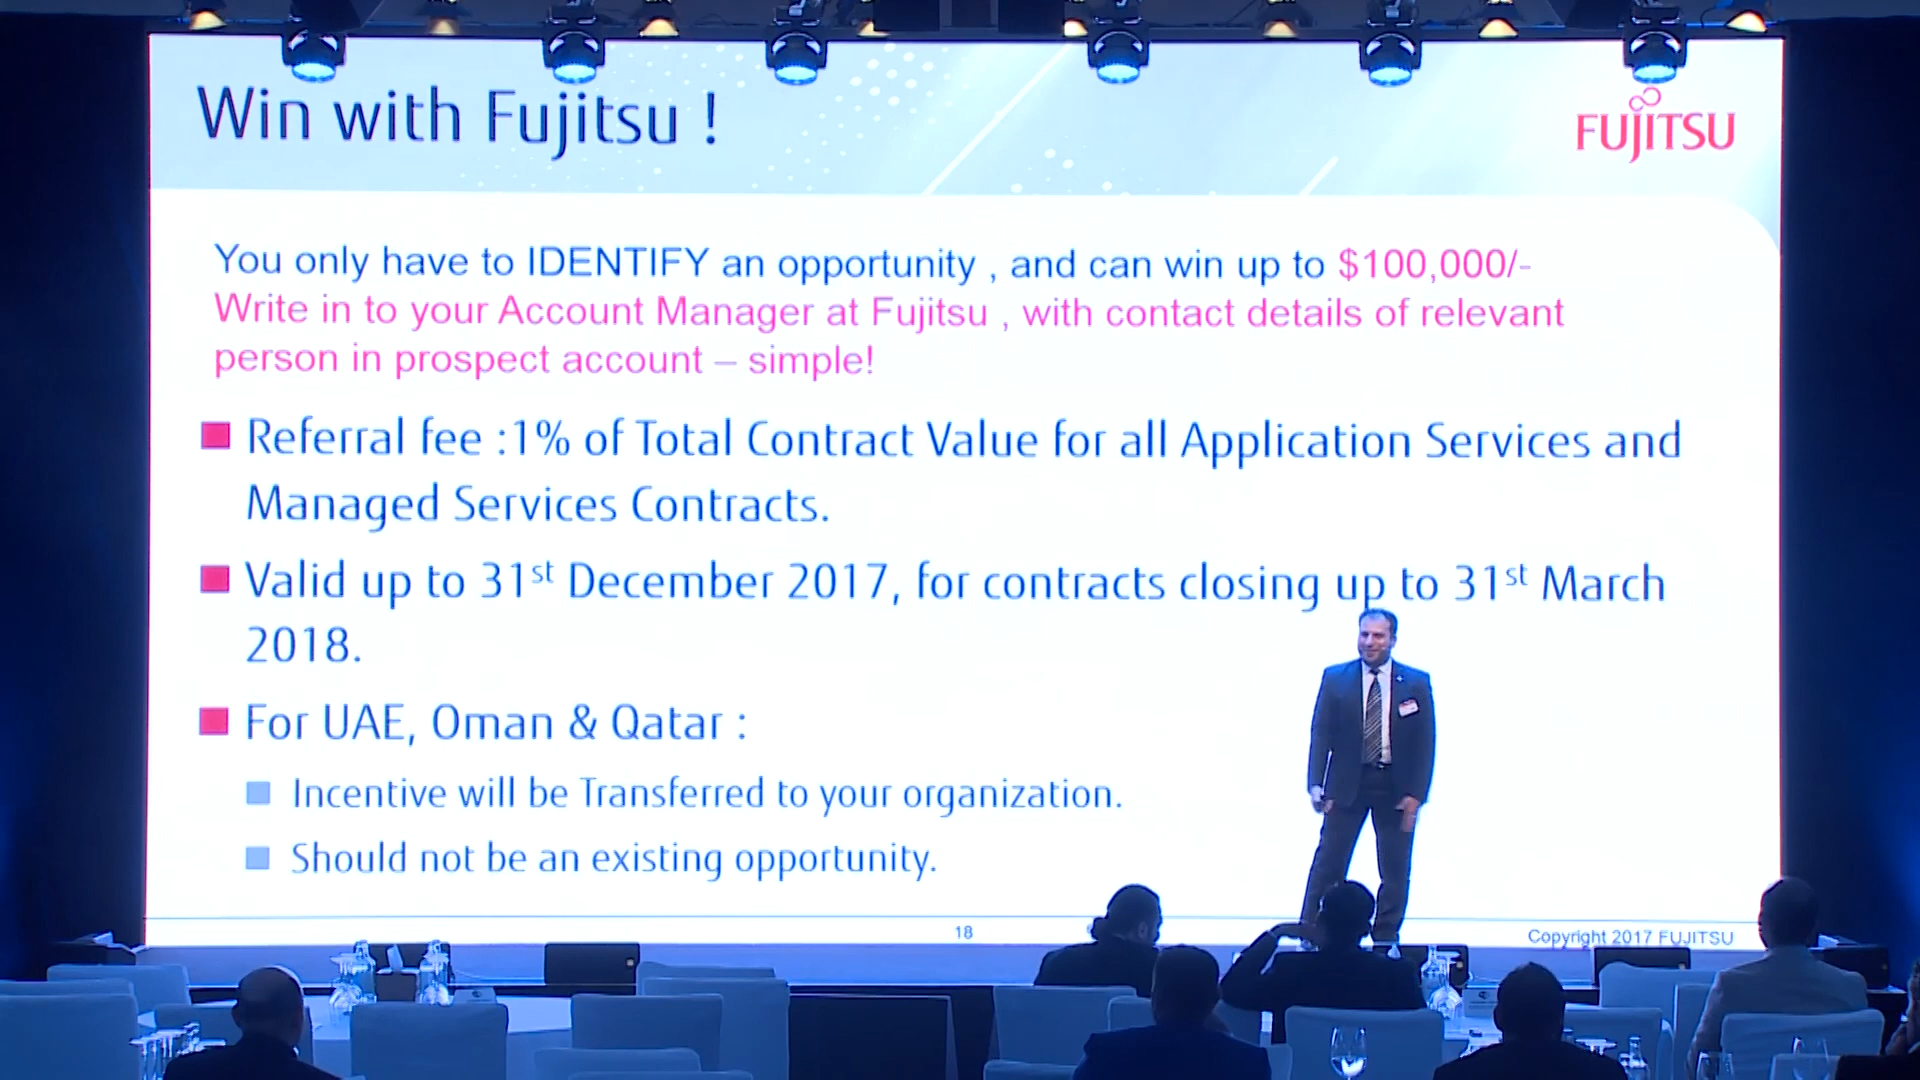 Win with Fujitsu !
FUJITSU
You only have to IDENTIFY an opportunity , and can win up to $100,000/-
Write in to your Account Manager at Fujitsu , with contact details of relevant
person in prospect account – simple!
Referral fee :1% of Total Contract Value for all Application Services and
Managed Services Contracts.
Valid up to 31st December 2017, for contracts closing up to 31st March
2018.
For UAE, Oman & Qatar :
Incentive will be Transferred to your organization.
Should not be an existing opportunity.
18
Copyright 2017 FUJITSU